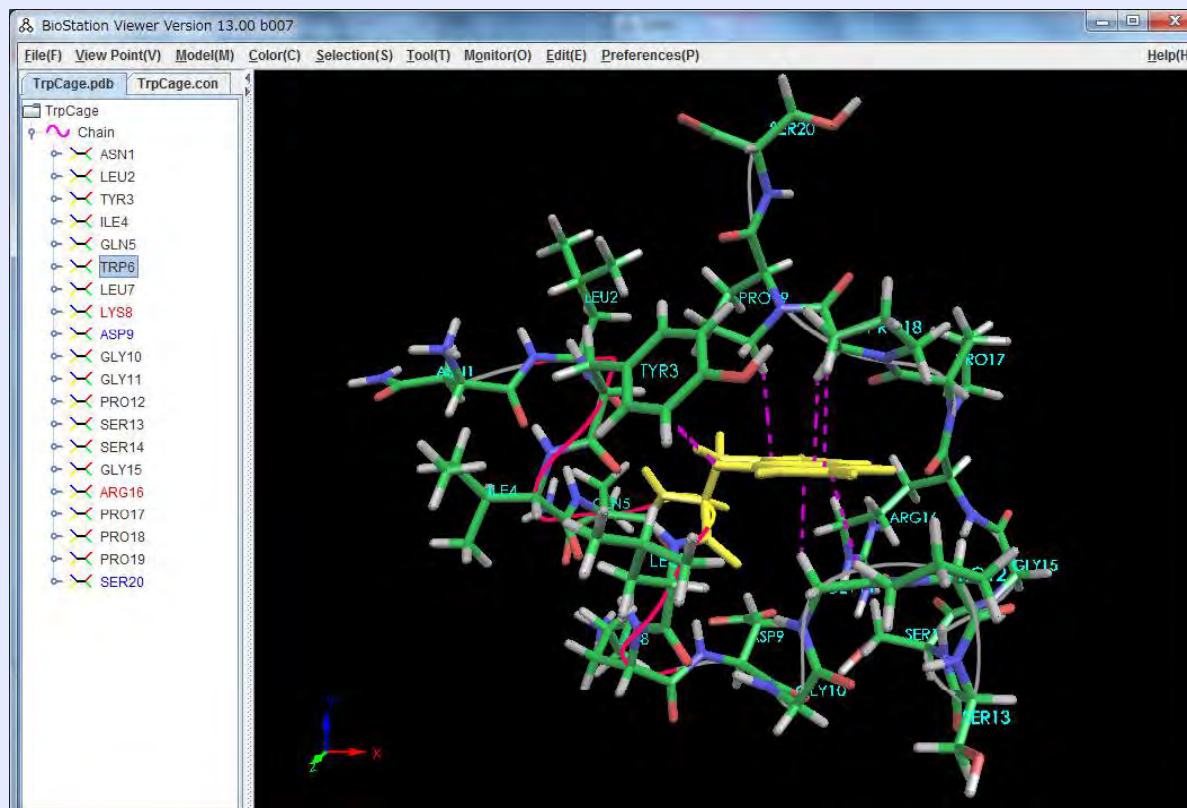 BioStation Viewer Version 13.00 b007
File(F) View Point(V) Model(M) Color(C) Selection(S) Tool(T) Monitor(O) Edit(E) Preferences(P) Help(H
TrpCage.pdb TrpCage.con
TrpCage
Chain
ASN1
LEU2
TYR3
ILE4
GLN5
TRP6
LEU7
LYS8
ASP9
GLY10
GLY11
PRO12
SER13
SER14
GLY15
ARG16
PRO17
PRO18
PRO19
SER20
SER20
LEU2
PRO19
PRO18
PRO17
ASN1
TYR3
ILE4
GLN5
ARG16
GLY15
ASP9
GLY10
SER13
X
Z